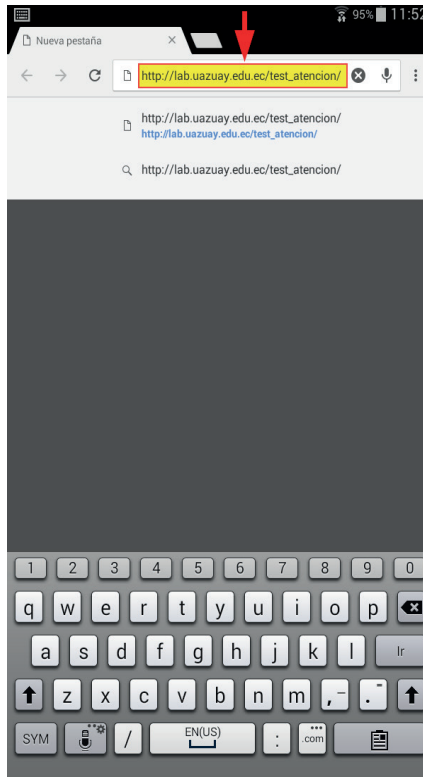 95% 11:52
Nueva pestaña
http://lab.uazuay.edu.ec/test_atencion/
http://lab.uazuay.edu.ec/test_atencion/
http://lab.uazuay.edu.ec/test_atencion/
http://lab.uazuay.edu.ec/test_atencion/
1 2 3 4 5 6 7 8 9 0
q w e r t y u i o p
a s d f g h j k l Ir
z x c v b n m , - . -
SYM / EN(US) : .com